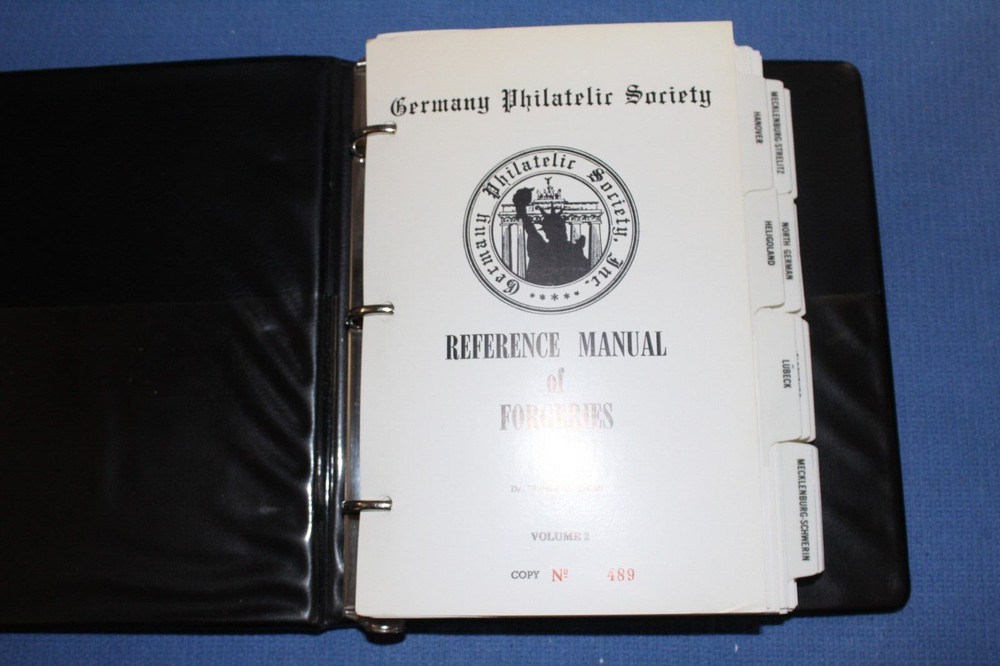 Germany Philatelic Society
Germany Philatelic Society, Inc.
REFERENCE MANUAL
of
FORGERIES
VOLUME 2
COPY Nº 489
MECKLENBURG-STRELITZ
HANOVER
NORTH GERMAN
HELIGOLAND
LÜBECK
MECKLENBURG-SCHWERIN